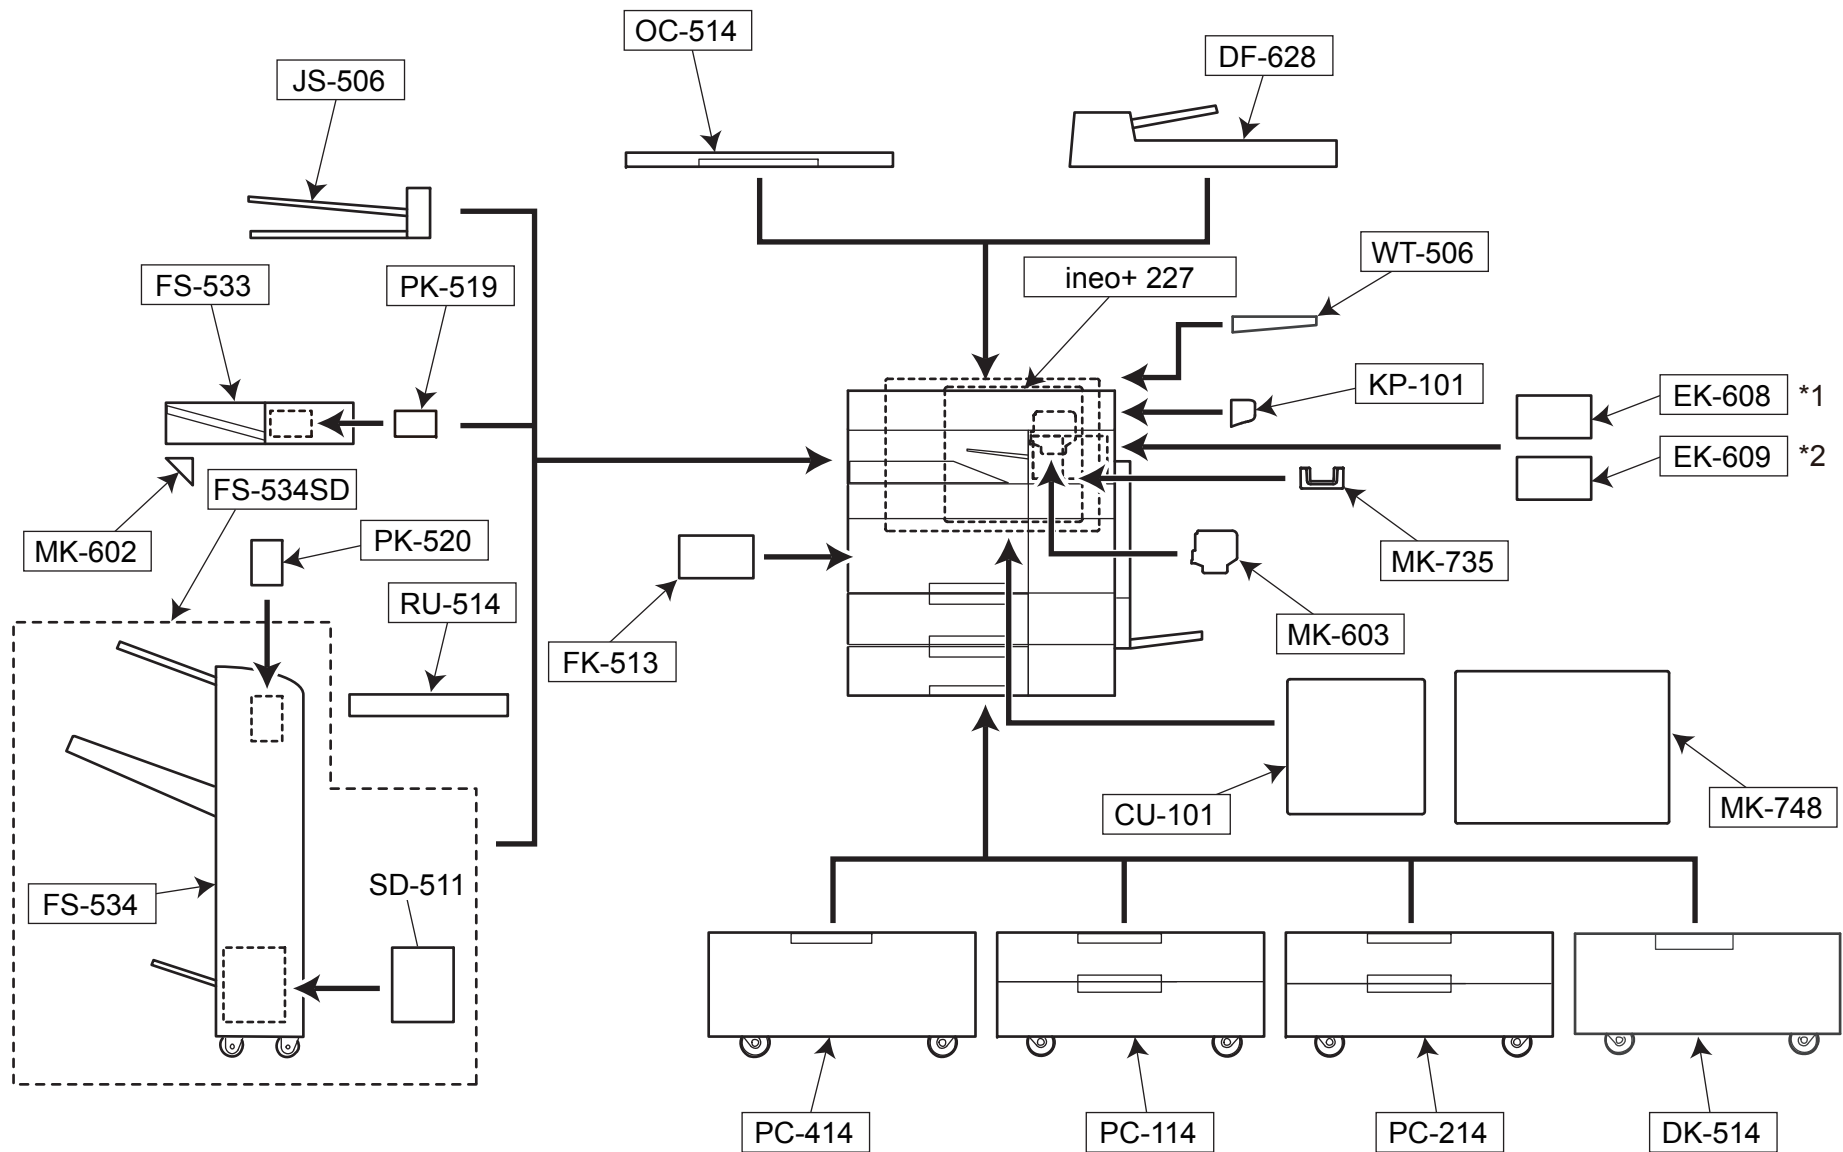 OC-514
DF-628
JS-506
WT-506
ineo+ 227
FS-533
PK-519
KP-101
EK-608 *1
EK-609 *2
FS-534SD
MK-602
PK-520
MK-735
RU-514
MK-603
FK-513
CU-101
MK-748
SD-511
FS-534
PC-414
PC-114
PC-214
DK-514